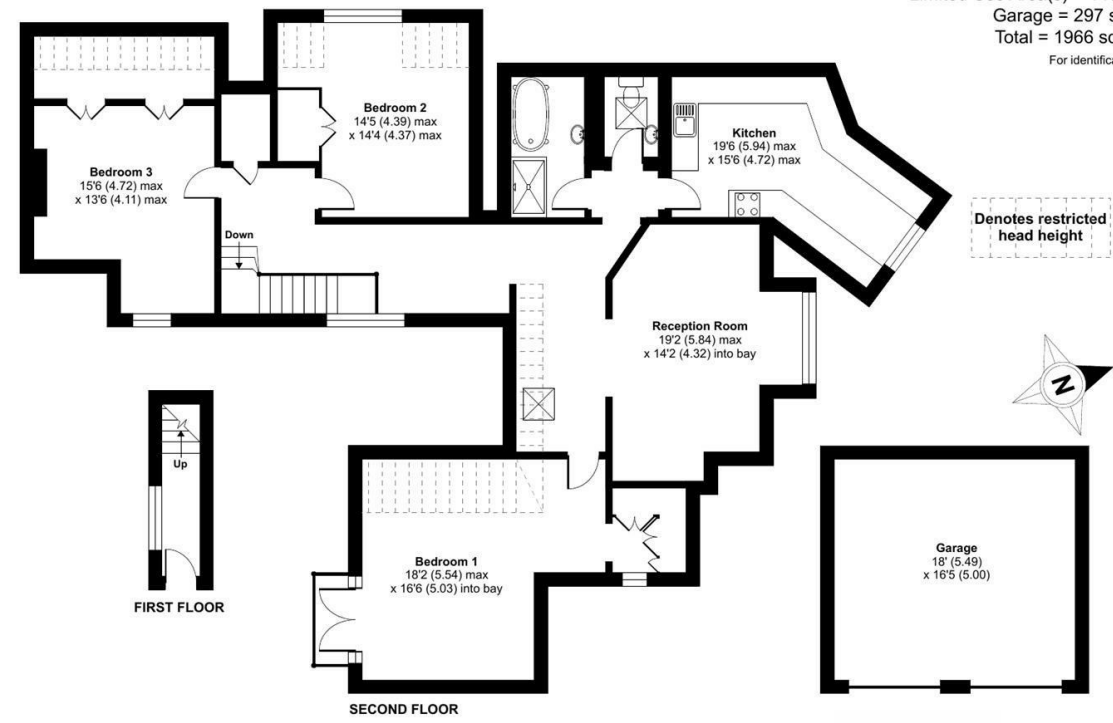 Garage = 297 s
Total = 1966 sq
For identifica
Bedroom 2
14'5 (4.39) max
x 14'4 (4.37) max
Kitchen
19'6 (5.94) max
x 15'6 (4.72) max
Bedroom 3
15'6 (4.72) max
x 13'6 (4.11) max
Denotes restricted
head height
Down
Reception Room
19'2 (5.84) max
x 14'2 (4.32) into bay
N
Up
Bedroom 1
18'2 (5.54) max
x 16'6 (5.03) into bay
Garage
18' (5.49)
x 16'5 (5.00)
FIRST FLOOR
SECOND FLOOR